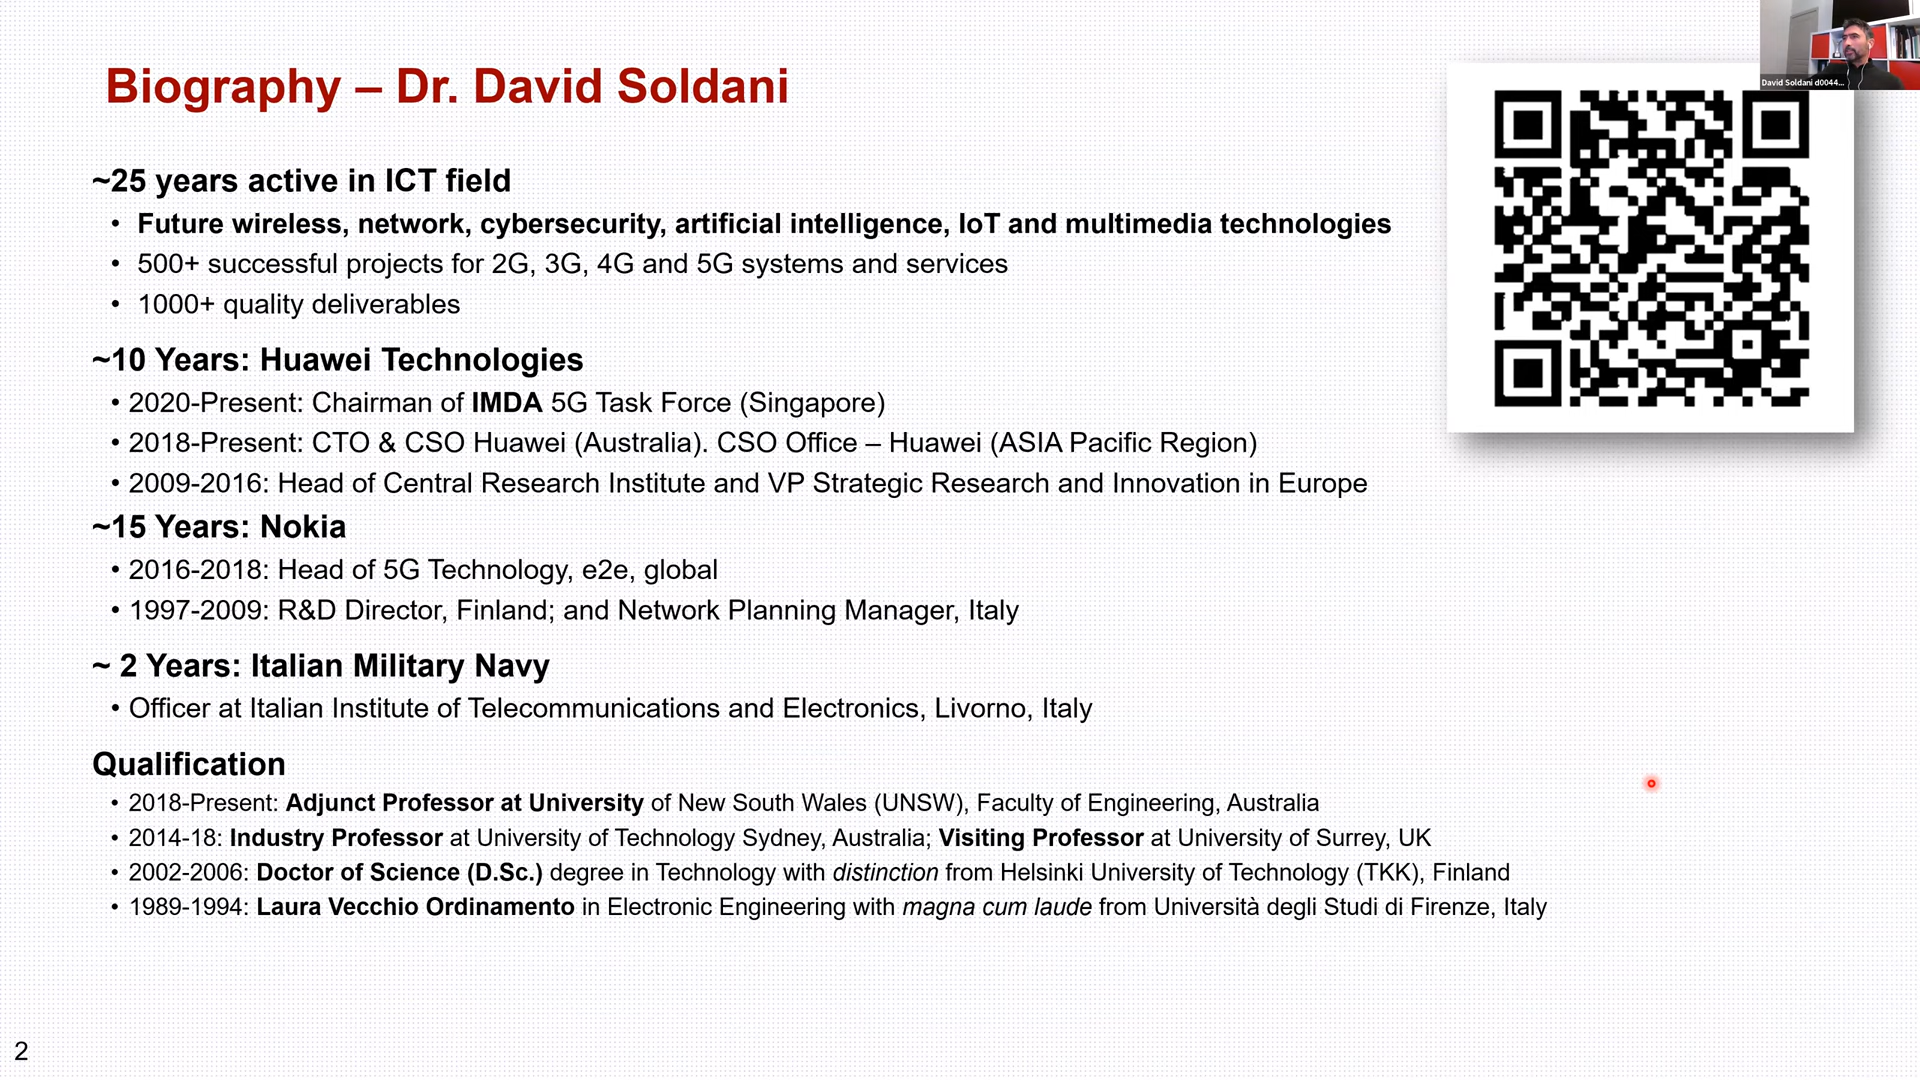 David Soldani d0044...
Biography – Dr. David Soldani
~25 years active in ICT field
• Future wireless, network, cybersecurity, artificial intelligence, IoT and multimedia technologies
• 500+ successful projects for 2G, 3G, 4G and 5G systems and services
• 1000+ quality deliverables
~10 Years: Huawei Technologies
• 2020-Present: Chairman of IMDA 5G Task Force (Singapore)
• 2018-Present: CTO & CSO Huawei (Australia). CSO Office – Huawei (ASIA Pacific Region)
• 2009-2016: Head of Central Research Institute and VP Strategic Research and Innovation in Europe
~15 Years: Nokia
• 2016-2018: Head of 5G Technology, e2e, global
• 1997-2009: R&D Director, Finland; and Network Planning Manager, Italy
~ 2 Years: Italian Military Navy
• Officer at Italian Institute of Telecommunications and Electronics, Livorno, Italy
Qualification
• 2018-Present: Adjunct Professor at University of New South Wales (UNSW), Faculty of Engineering, Australia
• 2014-18: Industry Professor at University of Technology Sydney, Australia; Visiting Professor at University of Surrey, UK
• 2002-2006: Doctor of Science (D.Sc.) degree in Technology with distinction from Helsinki University of Technology (TKK), Finland
• 1989-1994: Laura Vecchio Ordinamento in Electronic Engineering with magna cum laude from Università degli Studi di Firenze, Italy
2